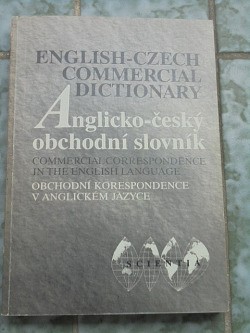 ENGLISH-CZECH
COMMERCIAL
DICTIONARY
Anglicko-český
obchodní slovník
COMMERCIAL CORRESPONDENCE
IN THE ENGLISH LANGUAGE
OBCHODNÍ KORESPONDENCE
V ANGLICKÉM JAZYCE
SCIENTIA